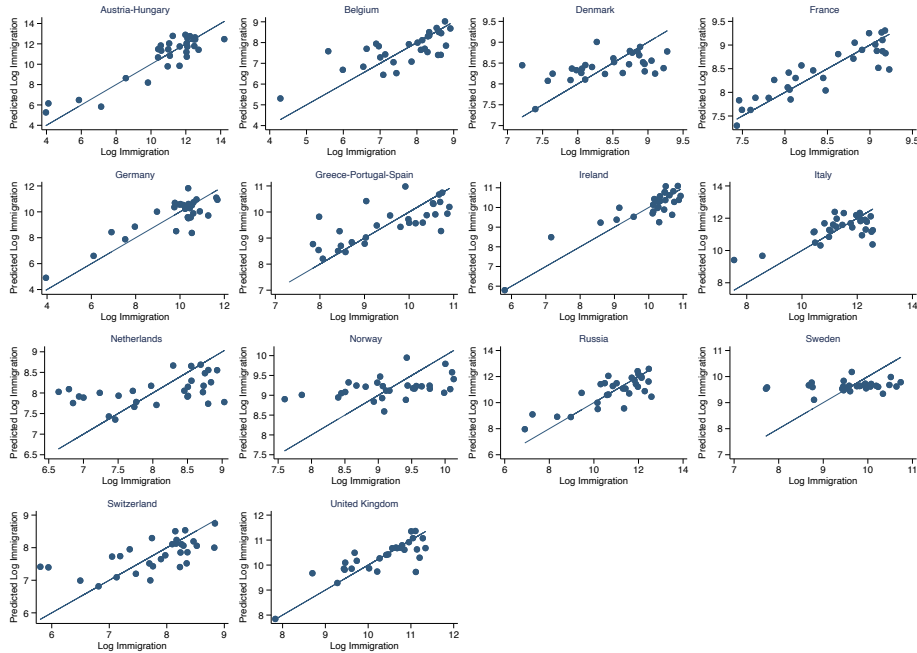 Austria-Hungary
Predicted Log Immigration
14
12
10
8
6
4
4 6 8 10 12 14
Log Immigration
Belgium
Predicted Log Immigration
9
8
7
6
5
4
4 5 6 7 8 9
Log Immigration
Denmark
Predicted Log Immigration
9.5
9
8.5
8
7.5
7
7 7.5 8 8.5 9 9.5
Log Immigration
France
Predicted Log Immigration
9.5
9
8.5
8
7.5
7.5 8 8.5 9 9.5
Log Immigration
Germany
Predicted Log Immigration
12
10
8
6
4
4 6 8 10 12
Log Immigration
Greece-Portugal-Spain
Predicted Log Immigration
11
10
9
8
7
7 8 9 10 11
Log Immigration
Ireland
Predicted Log Immigration
11
10
9
8
7
6
6 7 8 9 10 11
Log Immigration
Italy
Predicted Log Immigration
14
12
10
8
8 10 12 14
Log Immigration
Netherlands
Predicted Log Immigration
9
8.5
8
7.5
7
6.5
6.5 7 7.5 8 8.5 9
Log Immigration
Norway
Predicted Log Immigration
10
9.5
9
8.5
8
7.5
7.5 8 8.5 9 9.5 10
Log Immigration
Russia
Predicted Log Immigration
14
12
10
8
6
6 8 10 12 14
Log Immigration
Sweden
Predicted Log Immigration
11
10
9
8
7
7 8 9 10 11
Log Immigration
Switzerland
Predicted Log Immigration
9
8
7
6
6 7 8 9
Log Immigration
United Kingdom
Predicted Log Immigration
12
11
10
9
8
8 9 10 11 12
Log Immigration